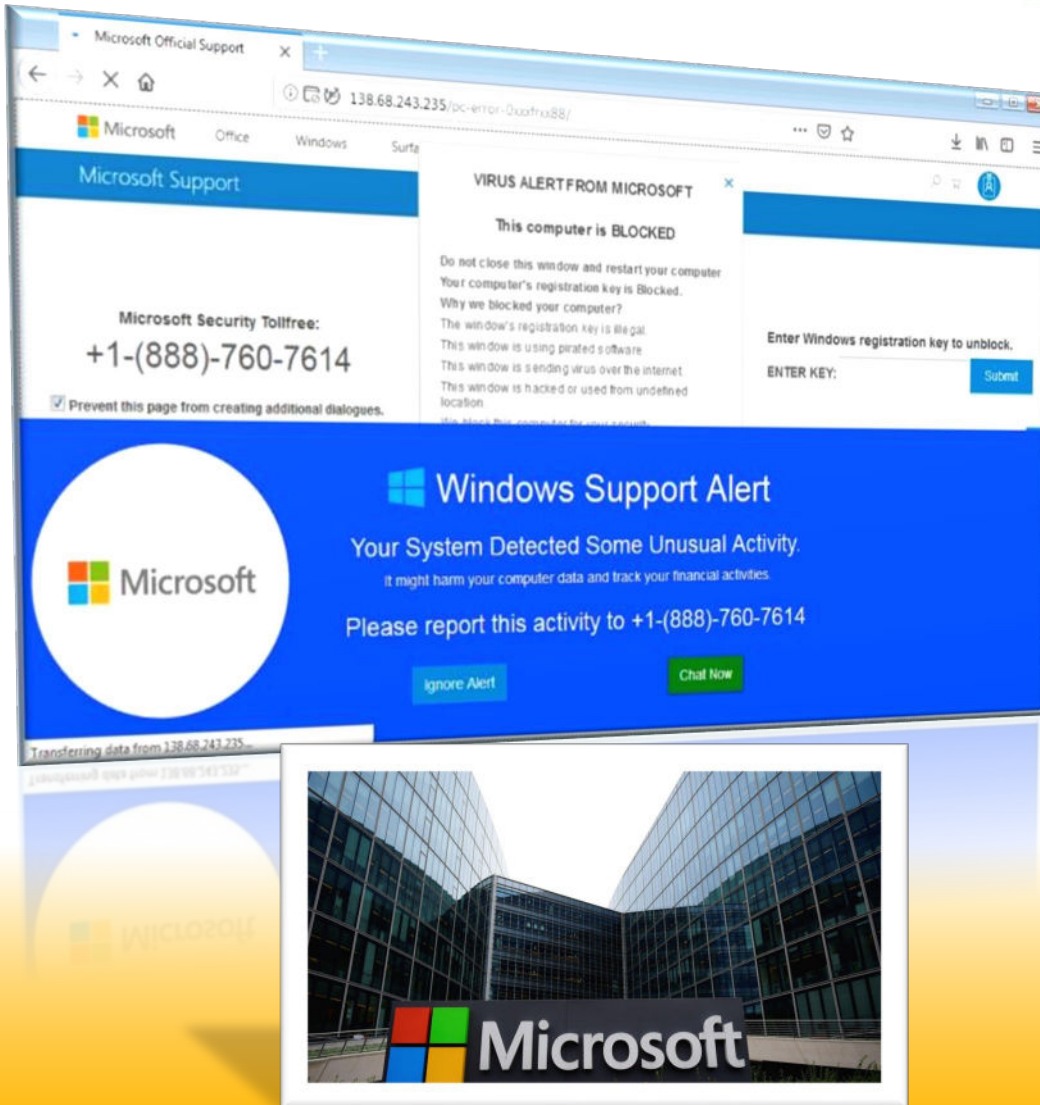 Microsoft Official Support
138.68.243.235/pc-error-
Microsoft Office Windows
Microsoft Support
Microsoft Security Tollfree:
+1-(888)-760-7614
Prevent this page from creating additional dialogues.
VIRUS ALERT FROM MICROSOFT
This computer is BLOCKED
Do not close this window and restart your computer
Your computer's registration key is Blocked.
Why we blocked your computer?
The window's registration key is illegal.
This window is using pirated software
This window is sending virus over the internet
This window is hacked or used from undefined
location
We block this computer for your security
Enter Windows registration key to unblock.
ENTER KEY:
Submit
Windows Support Alert
Your System Detected Some Unusual Activity.
It might harm your computer data and track your financial activities.
Please report this activity to +1-(888)-760-7614
Ignore Alert
Chat Now
Microsoft
Transferring data from 138.68.243.235...
Microsoft